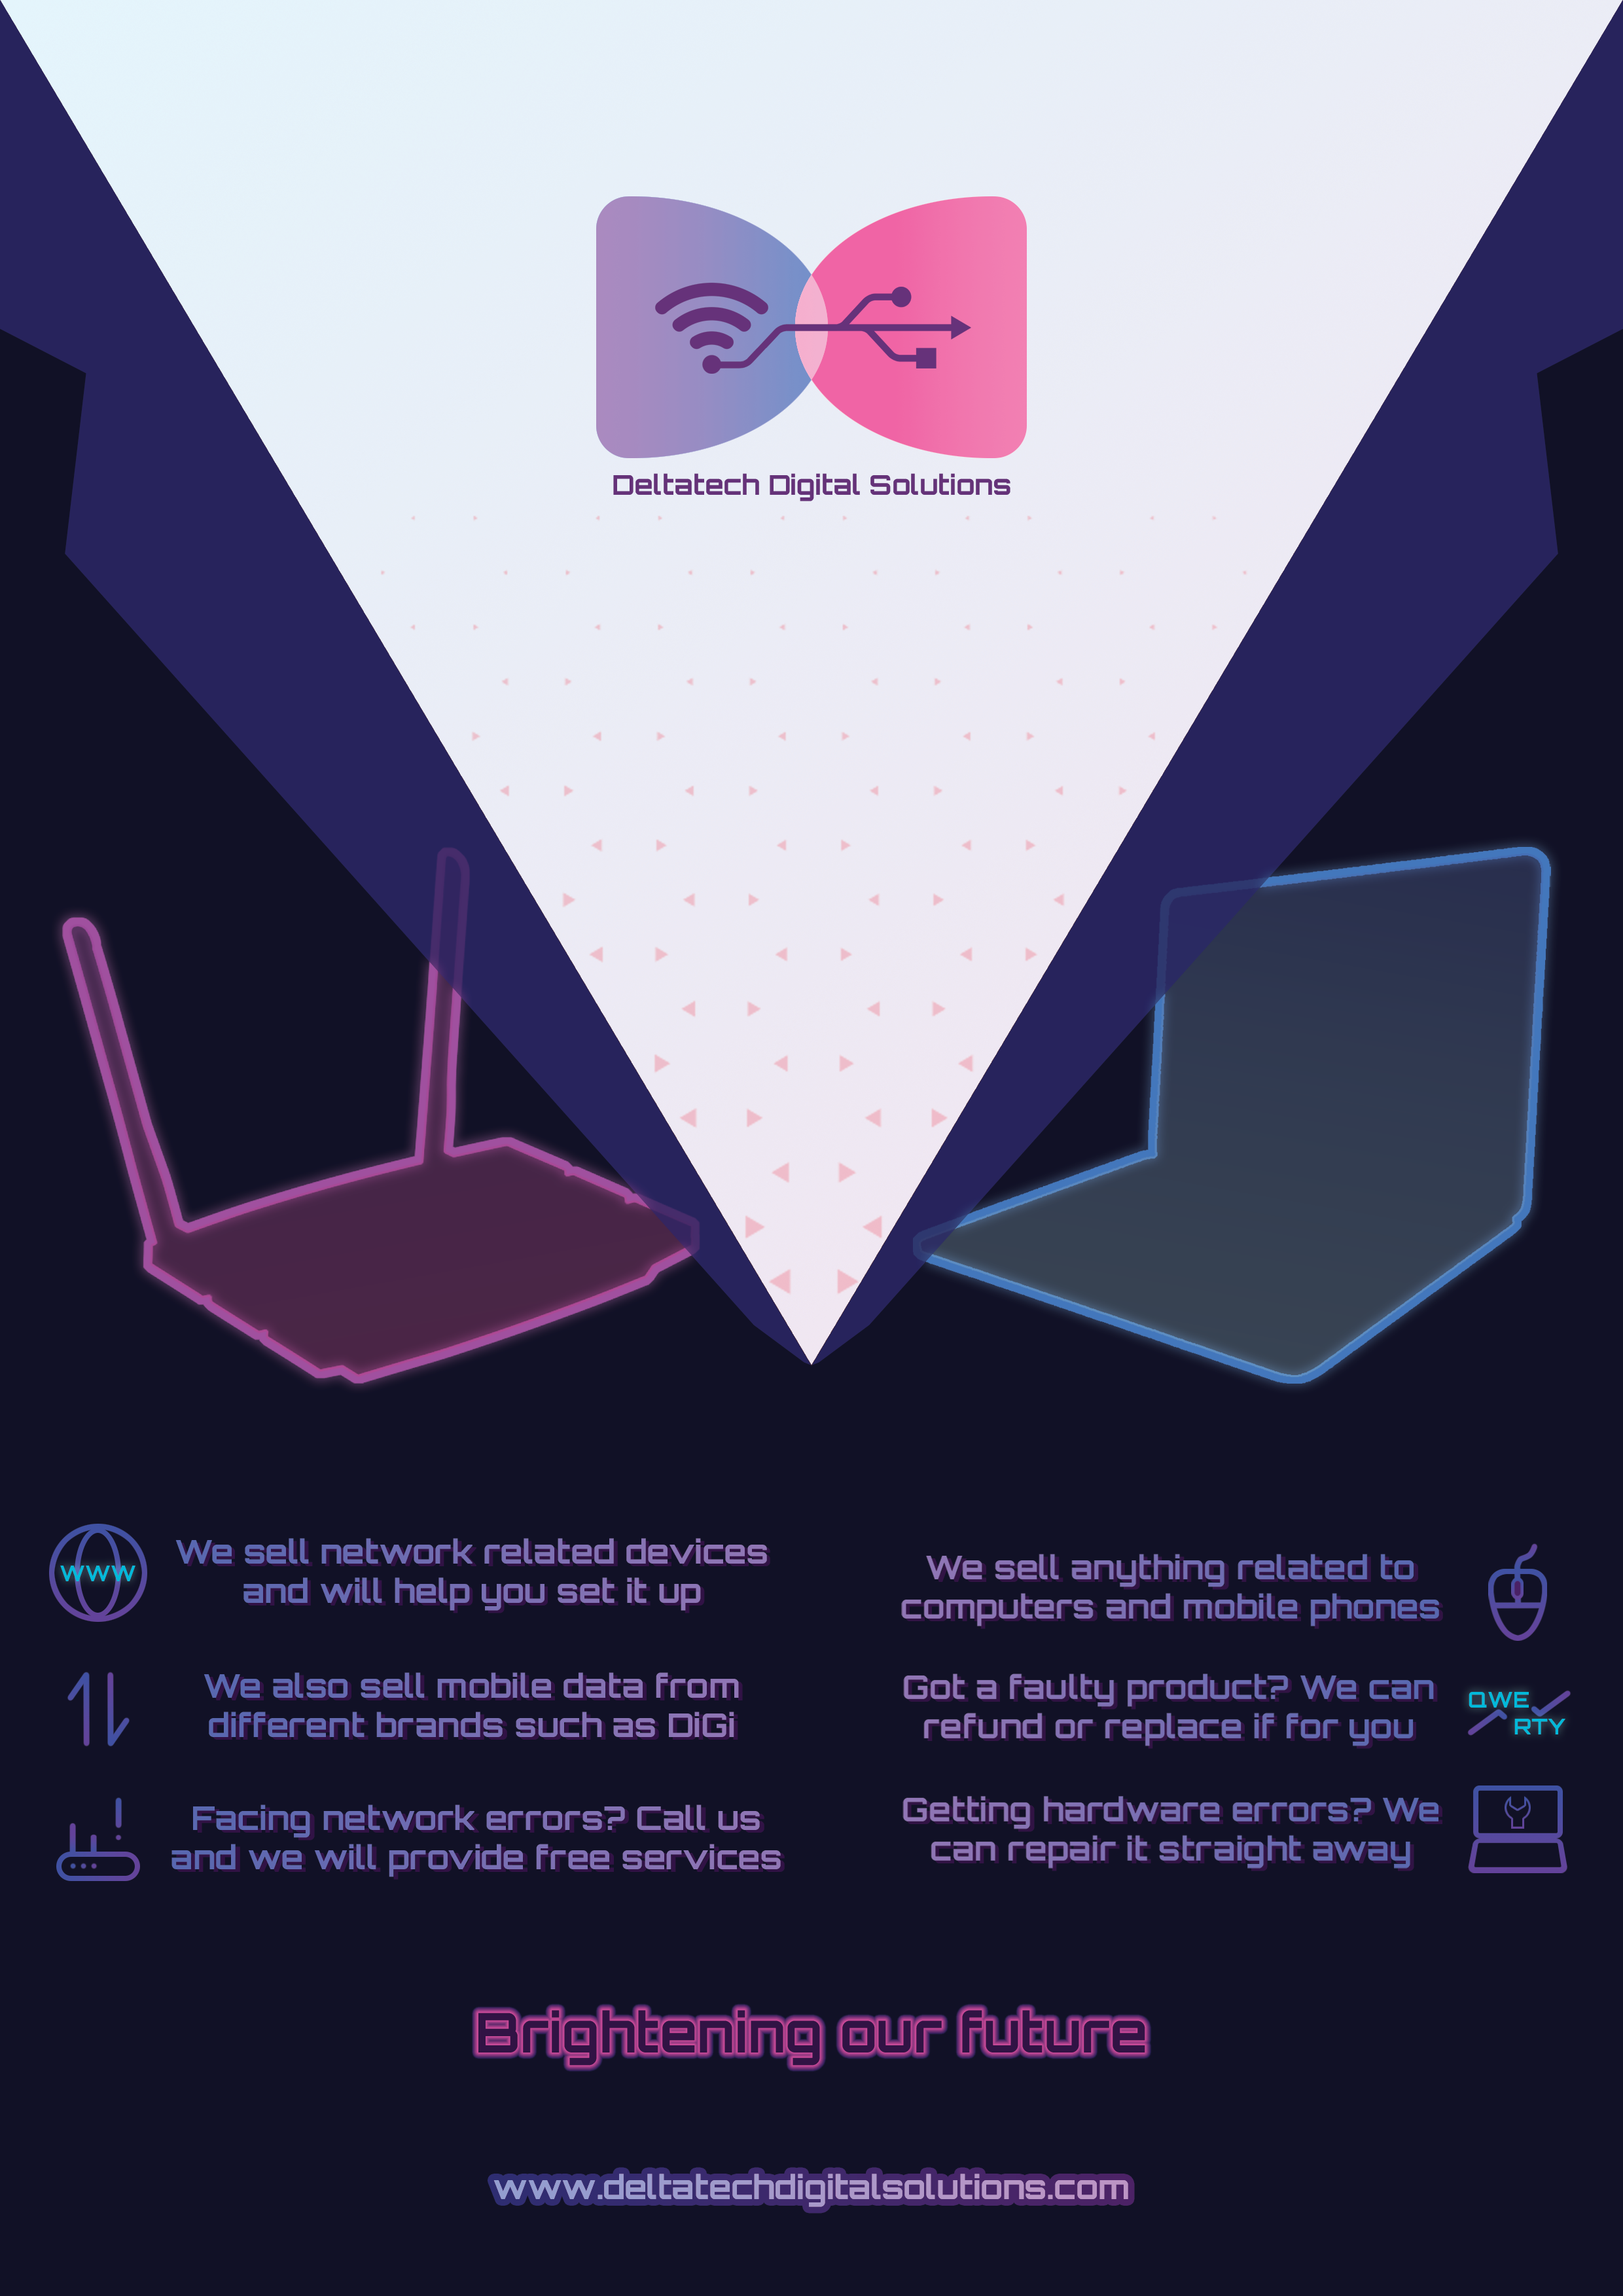 Deltatech Digital Solutions
www
We sell network related devices
and will help you set it up
We also sell mobile data from
different brands such as DiGi
Facing network errors? Call us
and we will provide free services
We sell anything related to
computers and mobile phones
Got a faulty product? We can
refund or replace if for you
QWE
RTY
Getting hardware errors? We
can repair it straight away
Brightening our future
www.deltatechdigitalsolutions.com